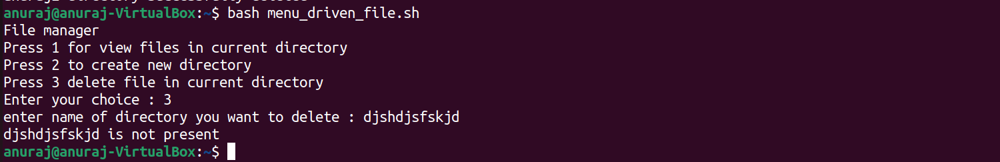 anuraj@anuraj-VirtualBox:~$ bash menu_driven_file.sh
File manager
Press 1 for view files in current directory
Press 2 to create new directory
Press 3 delete file in current directory
Enter your choice : 3
enter name of directory you want to delete : djshdjsfskjd
djshdjsfskjd is not present
anuraj@anuraj-VirtualBox:~$